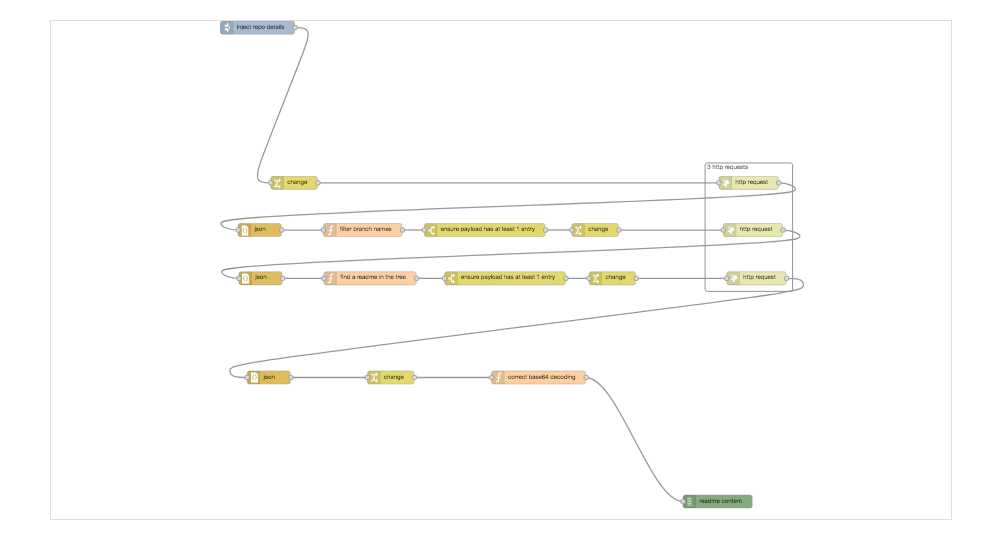 inject repo details
3 http requests
change
http request
json
filter branch names
ensure payload has at least 1 entry
change
http request
json
find a readme in the tree
ensure payload has at least 1 entry
change
http request
json
change
correct base64 decoding
readme content